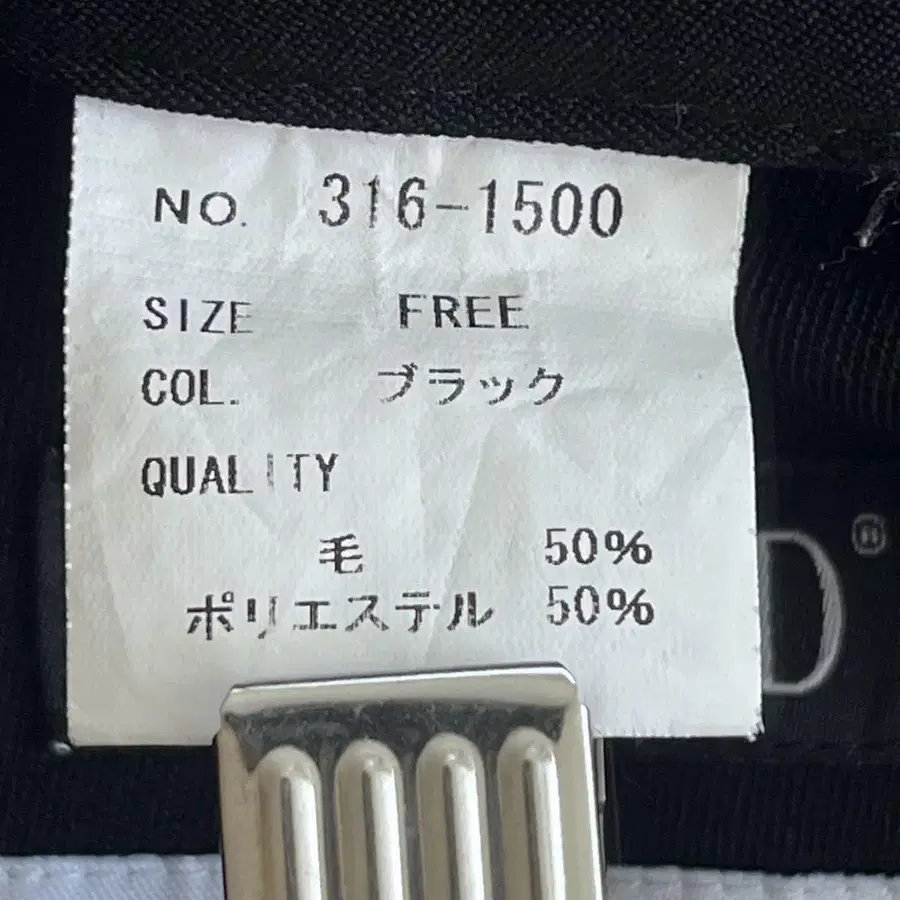 NO. 316-1500
SIZE FREE
COL. ブラック
QUALITY
毛 50%
ポリエステル 50%
D®